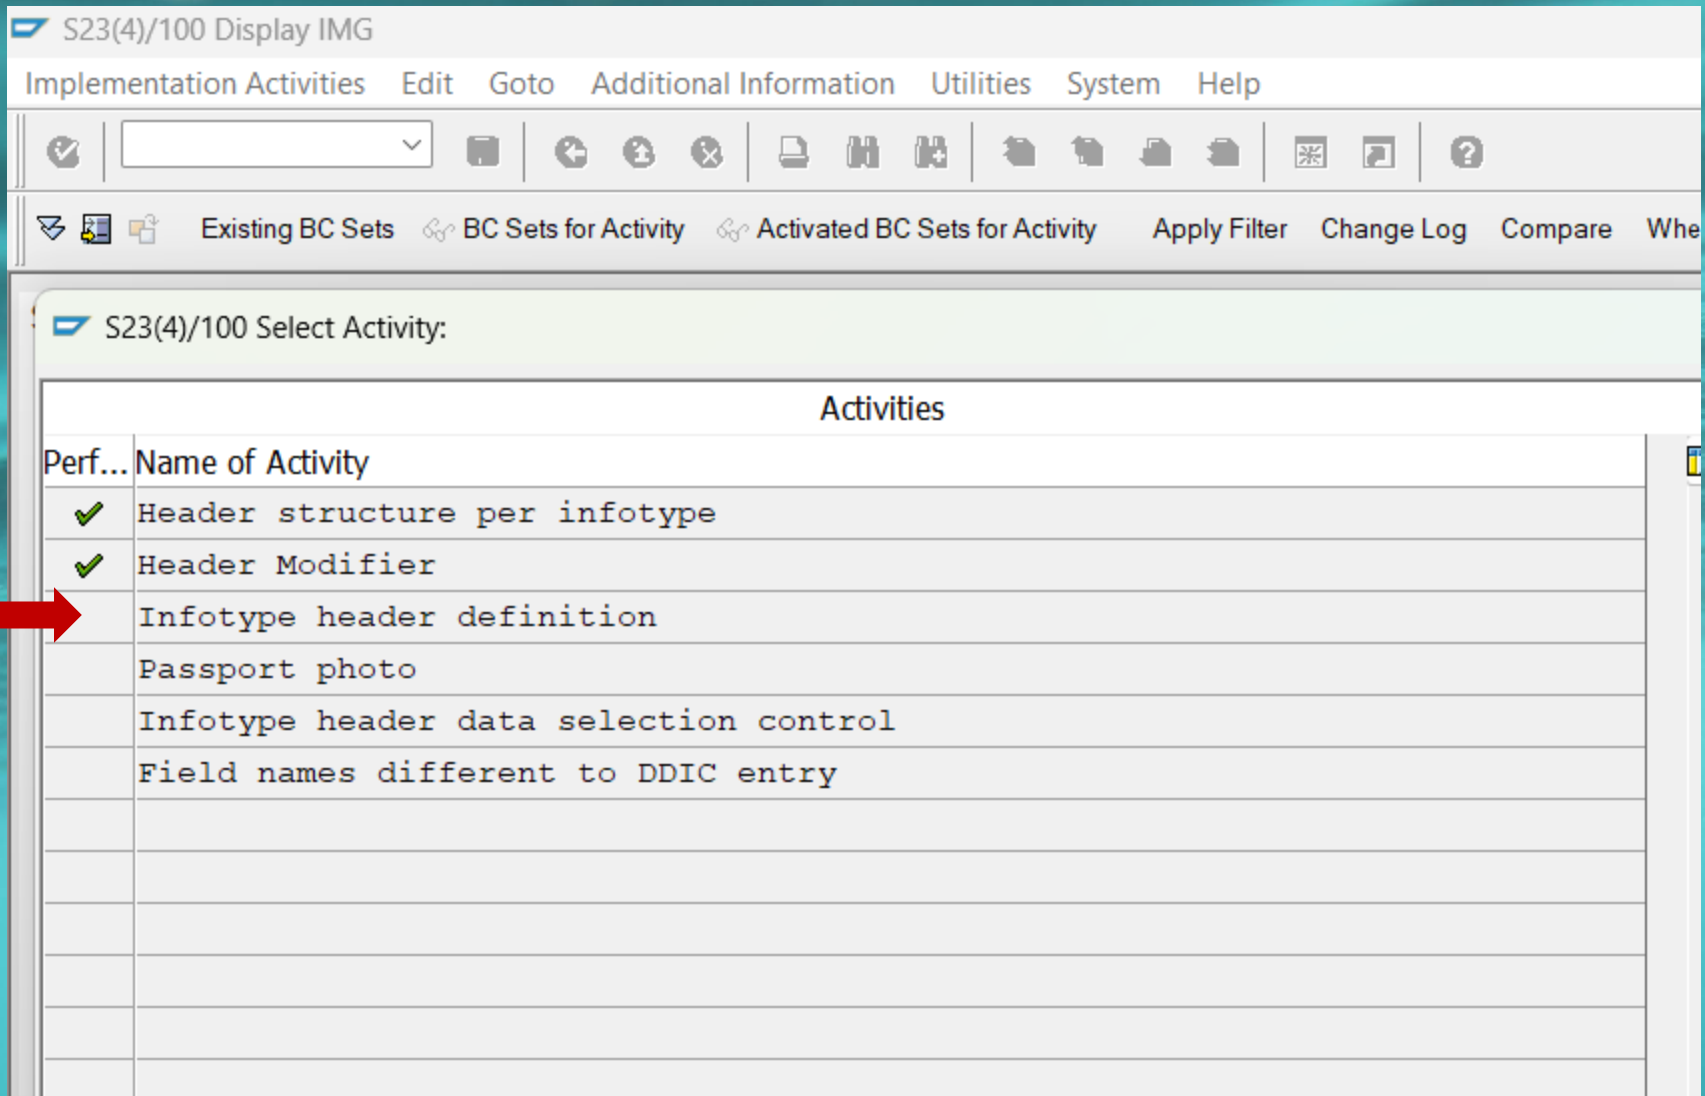 S23(4)/100 Display IMG
Implementation Activities Edit Goto Additional Information Utilities System Help
Existing BC Sets BC Sets for Activity Activated BC Sets for Activity Apply Filter Change Log Compare Whe
S23(4)/100 Select Activity:
Activities
Perf... Name of Activity
Header structure per infotype
Header Modifier
Infotype header definition
Passport photo
Infotype header data selection control
Field names different to DDIC entry